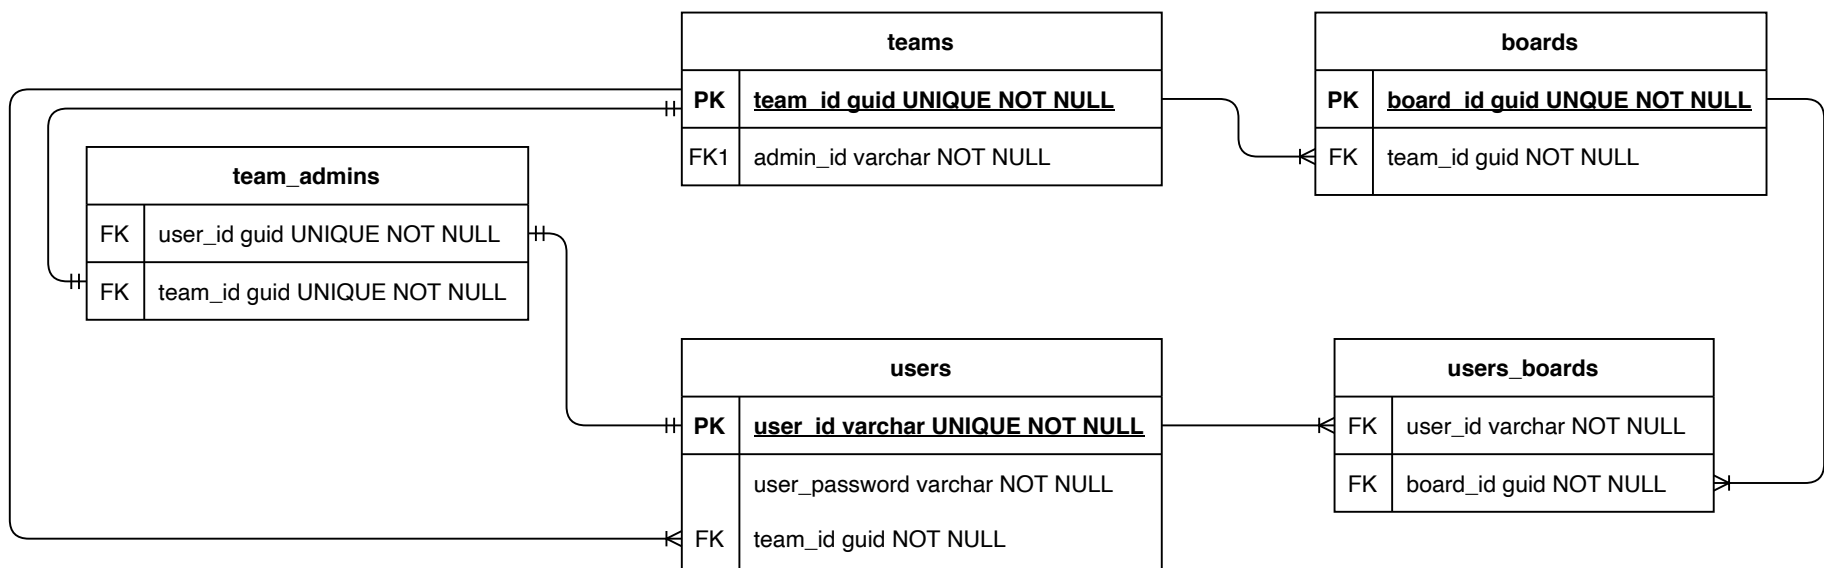 teams
PK team_id guid UNIQUE NOT NULL
FK1 admin_id varchar NOT NULL
boards
PK board_id guid UNQUE NOT NULL
FK team_id guid NOT NULL
team_admins
FK user_id guid UNIQUE NOT NULL
FK team_id guid UNIQUE NOT NULL
users
PK user_id varchar UNIQUE NOT NULL
user_password varchar NOT NULL
FK team_id guid NOT NULL
users_boards
FK user_id varchar NOT NULL
FK board_id guid NOT NULL